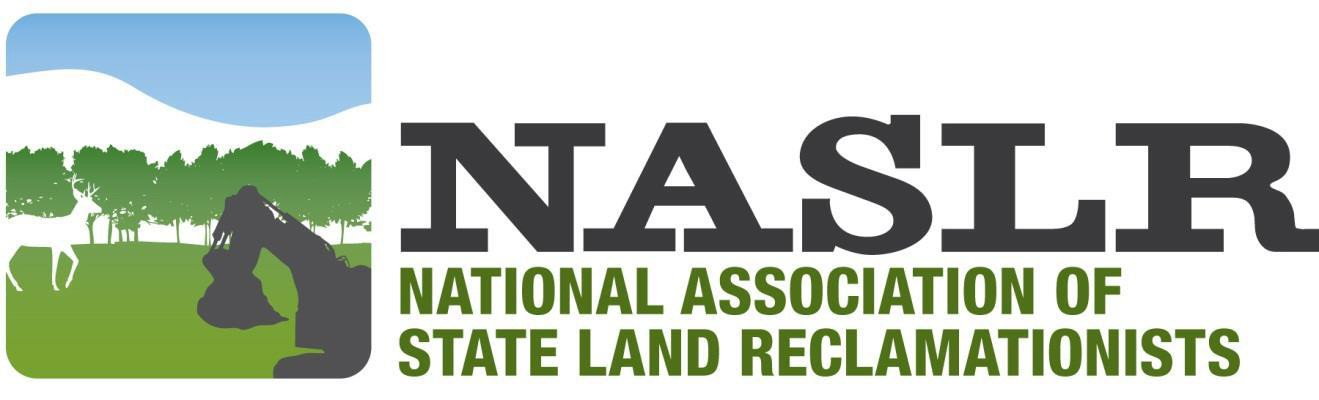 NASLR
NATIONAL ASSOCIATION OF
STATE LAND RECLAMATIONISTS